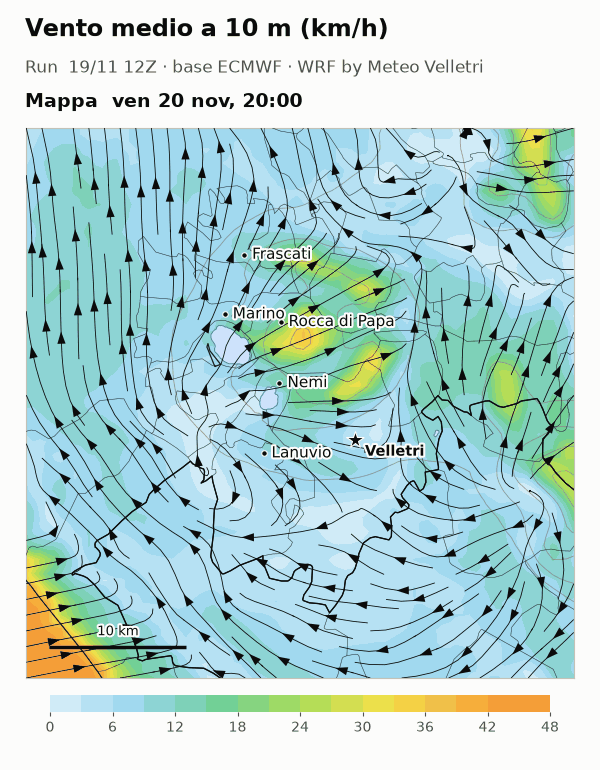 Vento medio a 10 m (km/h)
Run  19/11 12Z · base ECMWF · WRF by Meteo Velletri
Mappa  ven 20 nov, 20:00
Frascati
Marino
Rocca di Papa
Nemi
Velletri
Lanuvio
10 km
0 6 12 18 24 30 36 42 48